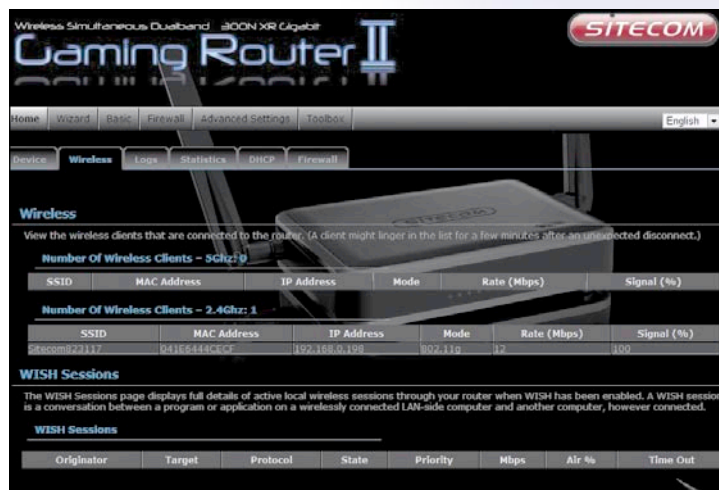 Wireless Simultaneous Dualband 300N XR Gigabit
Gaming Router II
SITECOM
Home Wizard Basic Firewall Advanced Settings Toolbox
English
Device Wireless Logs Statistics DHCP Firewall
SITECOM
Wireless
View the wireless clients that are connected to the router. (A client might linger in the list for a few minutes after an unexpected disconnect.)
Number Of Wireless Clients - 5Ghz: 0
SSID MAC Address IP Address Mode Rate (Mbps) Signal (%)
Number Of Wireless Clients - 2.4Ghz: 1
SSID MAC Address IP Address Mode Rate (Mbps) Signal (%)
Sitecom823117 041E6444CECF 192.168.0.198 802.11g 12 100
WISH Sessions
The WISH Sessions page displays full details of active local wireless sessions through your router when WISH has been enabled. A WISH session
is a conversation between a program or application on a wirelessly connected LAN-side computer and another computer, however connected.
WISH Sessions
Originator Target Protocol State Priority Mbps Air % Time Out